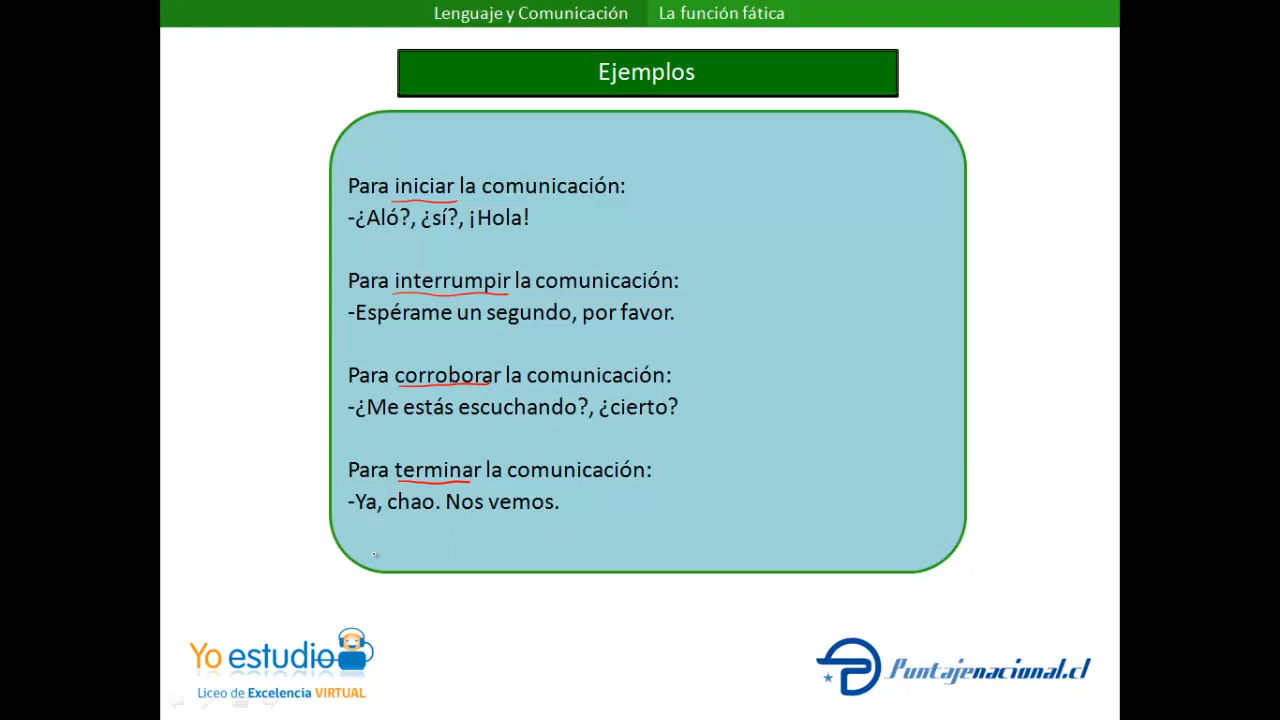 Lenguaje y Comunicación La función fática
Ejemplos
Para iniciar la comunicación:
-¿Aló?, ¿sí?, ¡Hola!
Para interrumpir la comunicación:
-Espérame un segundo, por favor.
Para corroborar la comunicación:
-¿Me estás escuchando?, ¿cierto?
Para terminar la comunicación:
-Ya, chao. Nos vemos.
Yo estudio
Liceo de Excelencia VIRTUAL
Puntajenacional.cl